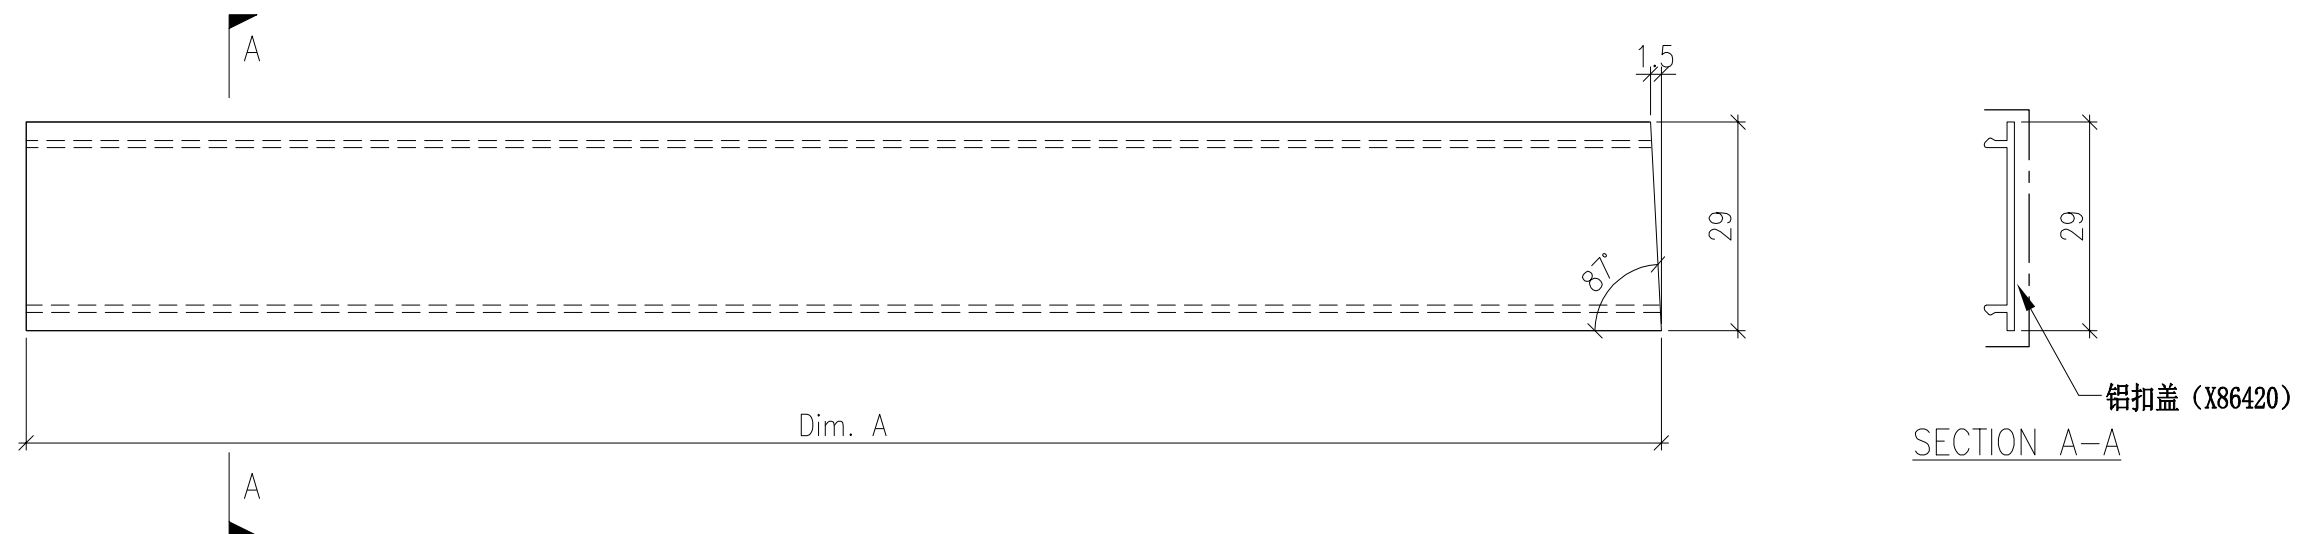 A
1.5
29
29
87°
Dim. A
铝扣盖（X86420）
SECTION A-A
A